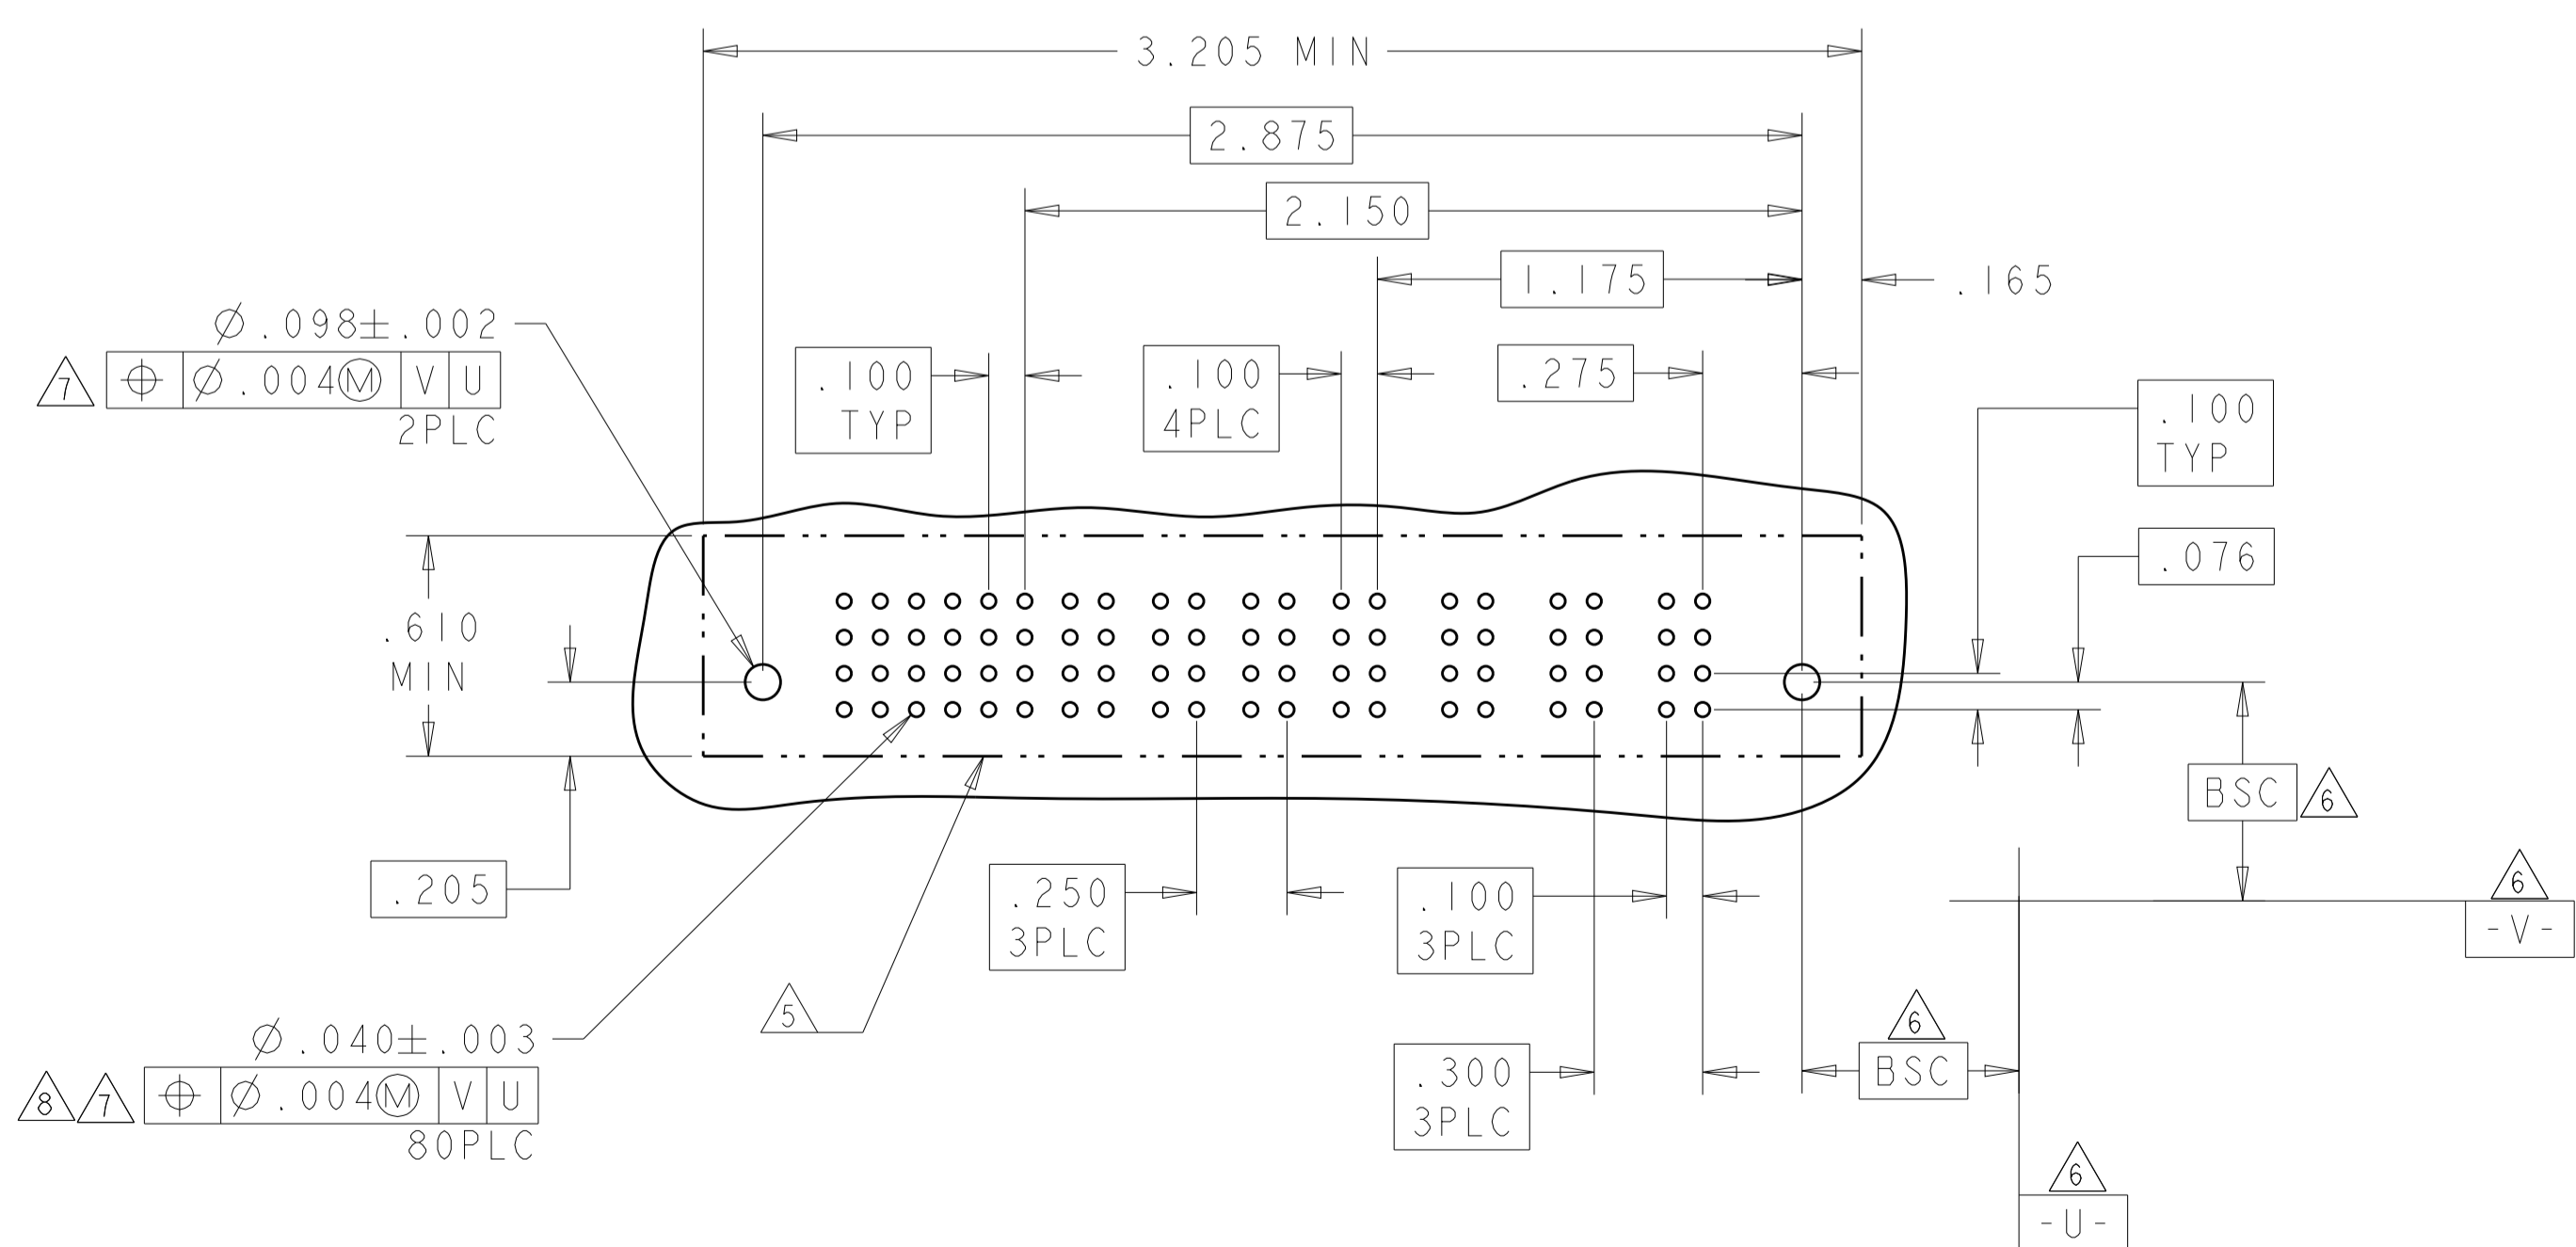 3.205 MIN
2.875
2.150
1.175
.165
Ø.098±.002
7
⌖ Ø.004Ⓜ V U
2PLC
.100
TYP
.100
4PLC
.275
.100
TYP
.076
.610
MIN
BSC 6
.205
.250
3PLC
.100
3PLC
6
-V-
5
6
BSC
Ø.040±.003
8 7 ⌖ Ø.004Ⓜ V U
80PLC
.300
3PLC
6
-U-